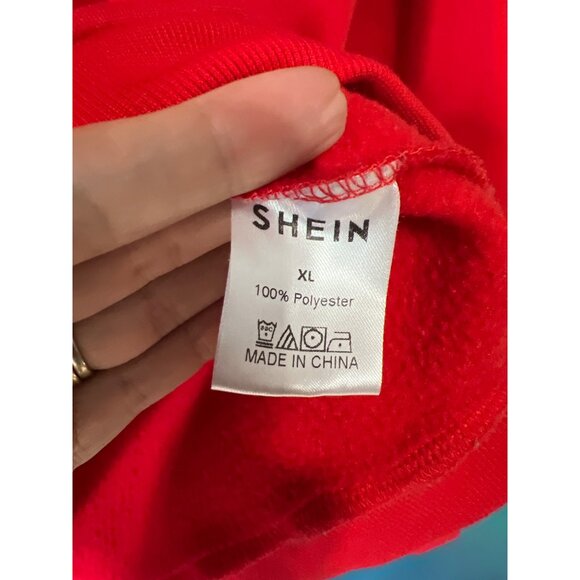 SHEIN
XL
100% Polyester
MADE IN CHINA